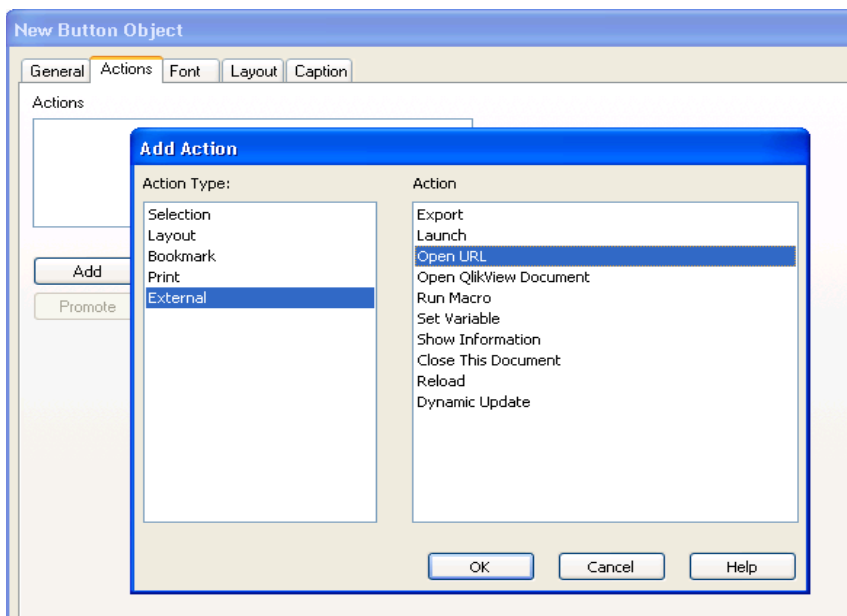 New Button Object
General Actions Font Layout Caption
Actions
Add Action
Action Type: Action
Selection
Layout
Bookmark
Print
External
Export
Launch
Open URL
Open QlikView Document
Run Macro
Set Variable
Show Information
Close This Document
Reload
Dynamic Update
Add
Promote
OK Cancel Help